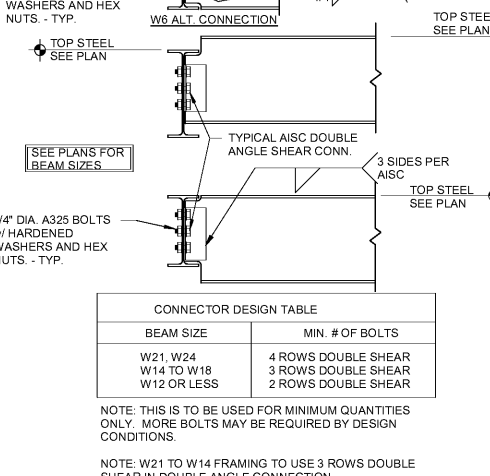 WASHERS AND HEX
NUTS. - TYP.
W6 ALT. CONNECTION
TOP STEE
SEE PLAN
TOP STEEL
SEE PLAN
TYPICAL AISC DOUBLE
ANGLE SHEAR CONN.
SEE PLANS FOR
BEAM SIZES
3 SIDES PER
AISC
TOP STEEL
SEE PLAN
/4" DIA. A325 BOLTS
/ HARDENED
WASHERS AND HEX
NUTS. - TYP.
CONNECTOR DESIGN TABLE
BEAM SIZE MIN. # OF BOLTS
W21, W24 4 ROWS DOUBLE SHEAR
W14 TO W18 3 ROWS DOUBLE SHEAR
W12 OR LESS 2 ROWS DOUBLE SHEAR
NOTE: THIS IS TO BE USED FOR MINIMUM QUANTITIES
ONLY. MORE BOLTS MAY BE REQUIRED BY DESIGN
CONDITIONS.
NOTE: W21 TO W14 FRAMING TO USE 3 ROWS DOUBLE
SHEAR IN DOUBLE ANGLE CONNECTION